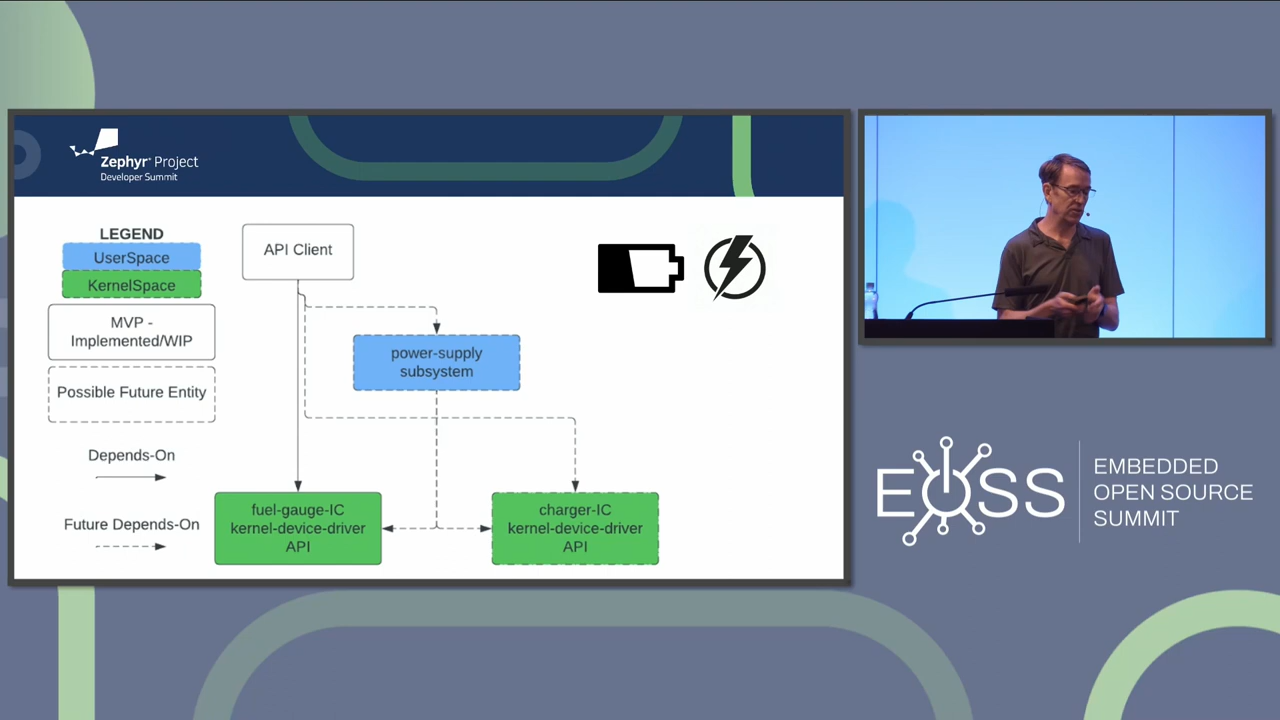 Zephyr® Project
Developer Summit
LEGEND
UserSpace
KernelSpace
MVP -
Implemented/WIP
Possible Future Entity
Depends-On
Future Depends-On
API Client
power-supply
subsystem
fuel-gauge-IC
kernel-device-driver
API
charger-IC
kernel-device-driver
API
EOSS
EMBEDDED
OPEN SOURCE
SUMMIT